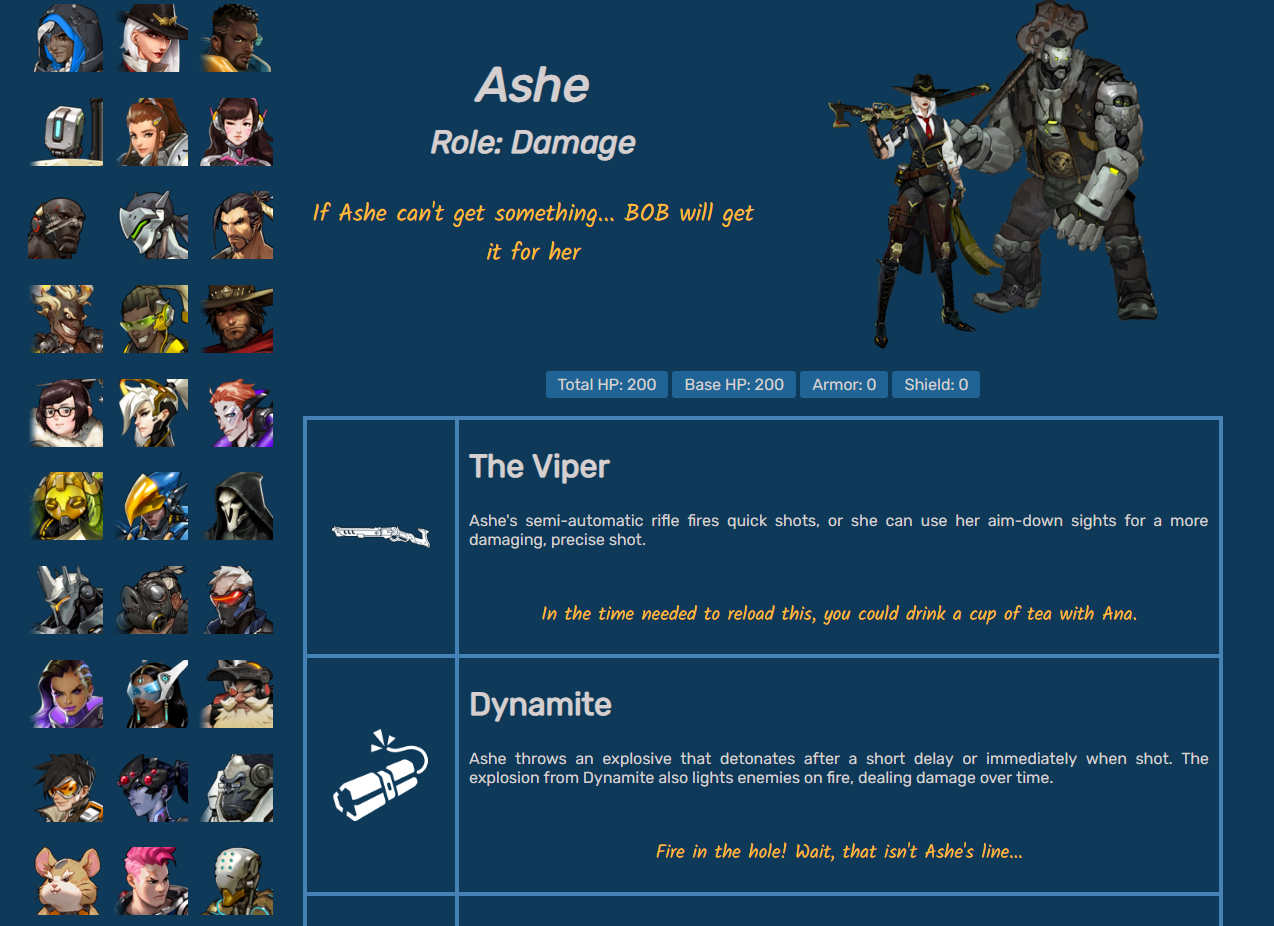 Ashe
Role: Damage
If Ashe can't get something... BOB will get
it for her
ASHE
Total HP: 200 Base HP: 200 Armor: 0 Shield: 0
The Viper
Ashe's semi-automatic rifle fires quick shots, or she can use her aim-down sights for a more
damaging, precise shot.
In the time needed to reload this, you could drink a cup of tea with Ana.
Dynamite
Ashe throws an explosive that detonates after a short delay or immediately when shot. The
explosion from Dynamite also lights enemies on fire, dealing damage over time.
Fire in the hole! Wait, that isn't Ashe's line...